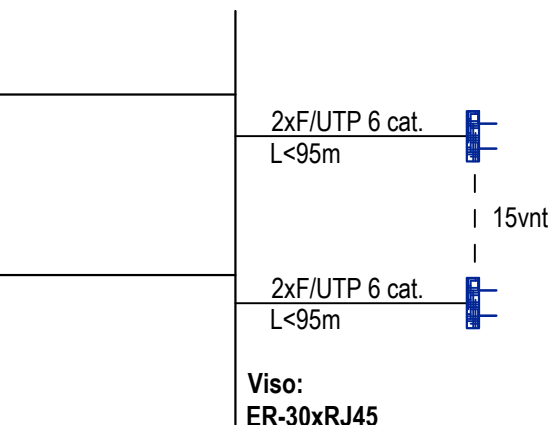 2xF/UTP 6 cat.
L<95m
15vnt
2xF/UTP 6 cat.
L<95m
Viso:
ER-30xRJ45